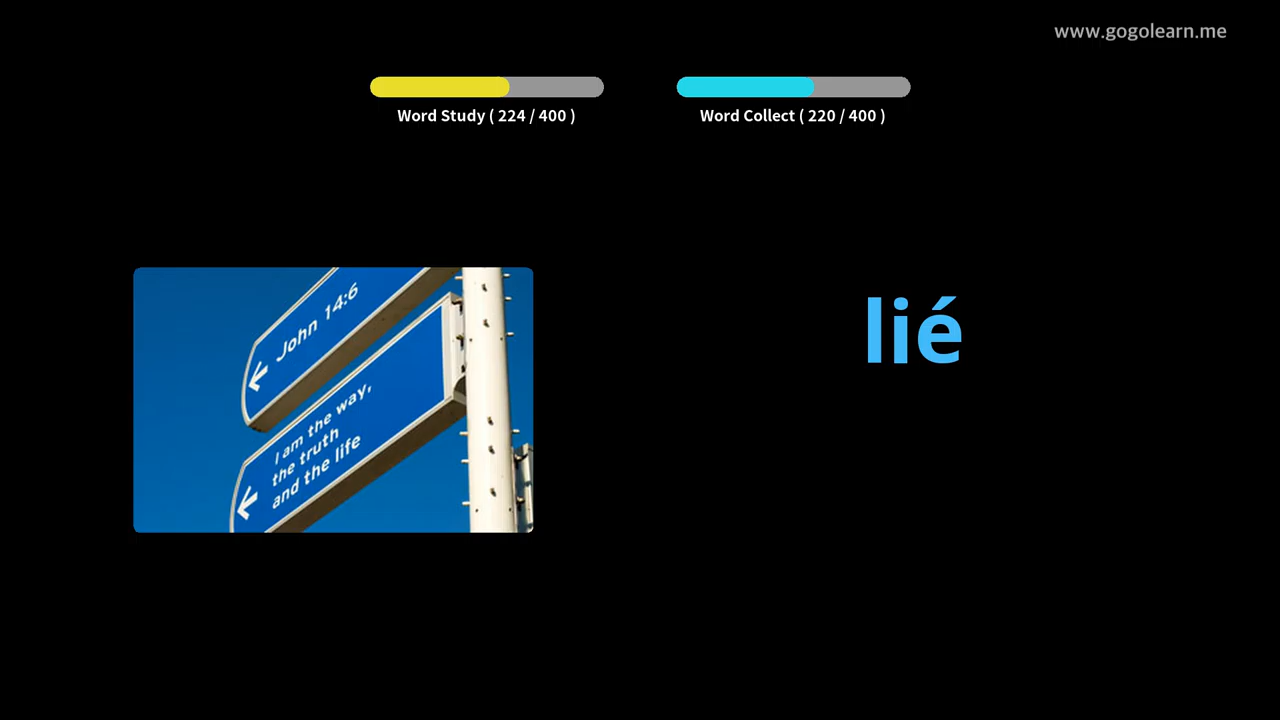 www.gogolearn.me
Word Study ( 224 / 400 )
Word Collect ( 220 / 400 )
John 14:6
I am the way,
the truth
and the life
lié